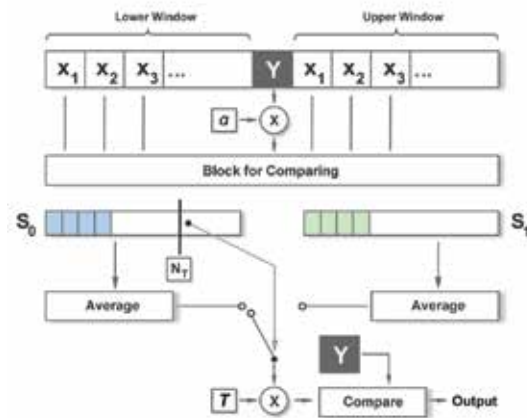 Lower Window
Upper Window
X1 X2 X3 ... Y X1 X2 X3 ...
a X
Block for Comparing
S0
S1
NT
Average
Average
Y
T X Compare Output